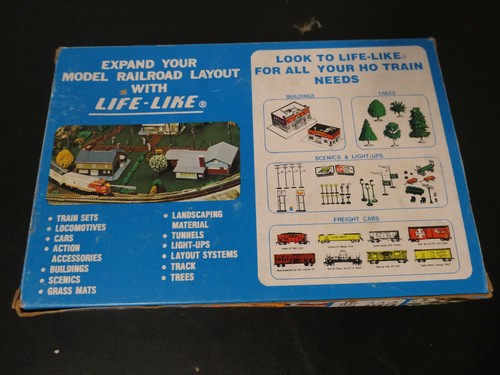 EXPAND YOUR
MODEL RAILROAD LAYOUT
WITH
LIFE-LIKE®
• TRAIN SETS
• LOCOMOTIVES
• CARS
• ACTION
ACCESSORIES
• BUILDINGS
• SCENICS
• GRASS MATS
• LANDSCAPING
MATERIAL
• TUNNELS
• LIGHT-UPS
• LAYOUT SYSTEMS
• TRACK
• TREES
LOOK TO LIFE-LIKE®
FOR ALL YOUR HO TRAIN
NEEDS
BUILDINGS
TREES
SCENICS & LIGHT-UPS
FREIGHT CARS